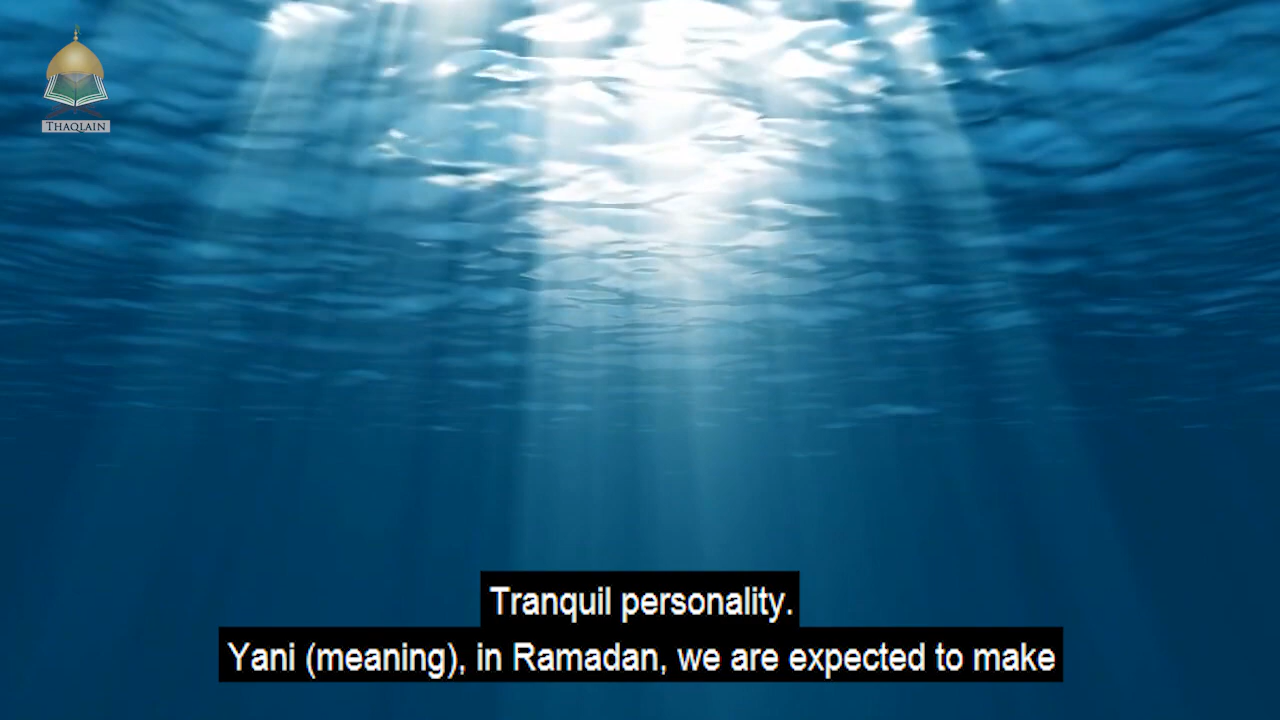 THAQLAIN
Tranquil personality.
Yani (meaning), in Ramadan, we are expected to make